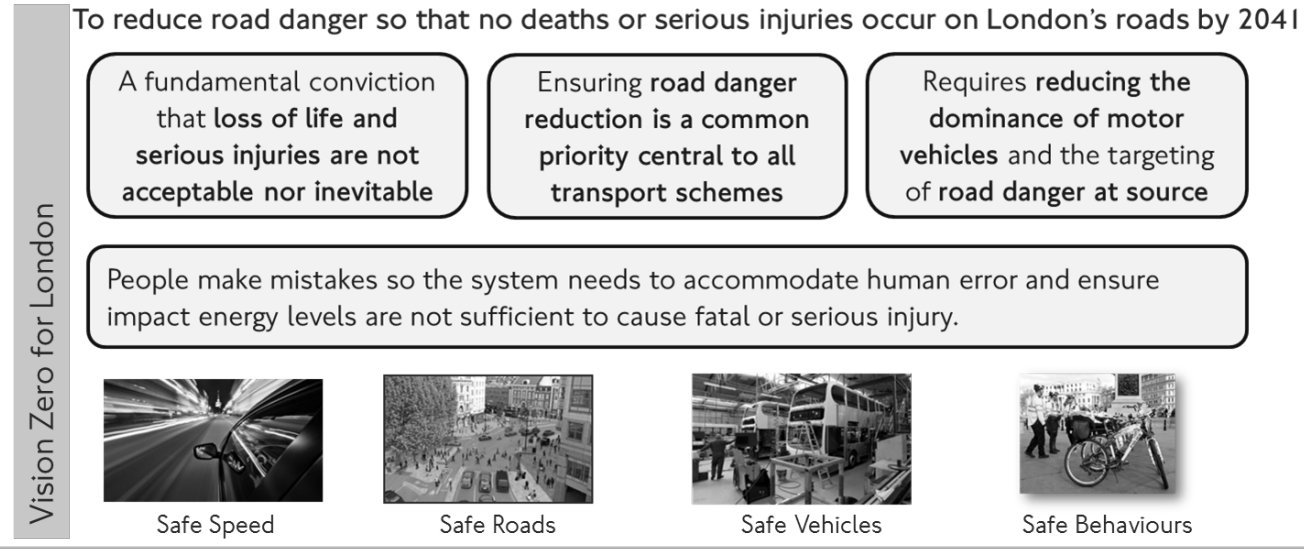 To reduce road danger so that no deaths or serious injuries occur on London's roads by 2041
A fundamental conviction
that loss of life and
serious injuries are not
acceptable nor inevitable
Ensuring road danger
reduction is a common
priority central to all
transport schemes
Requires reducing the
dominance of motor
vehicles and the targeting
of road danger at source
People make mistakes so the system needs to accommodate human error and ensure
impact energy levels are not sufficient to cause fatal or serious injury.
Vision Zero for London
Safe Speed
Safe Roads
Safe Vehicles
Safe Behaviours